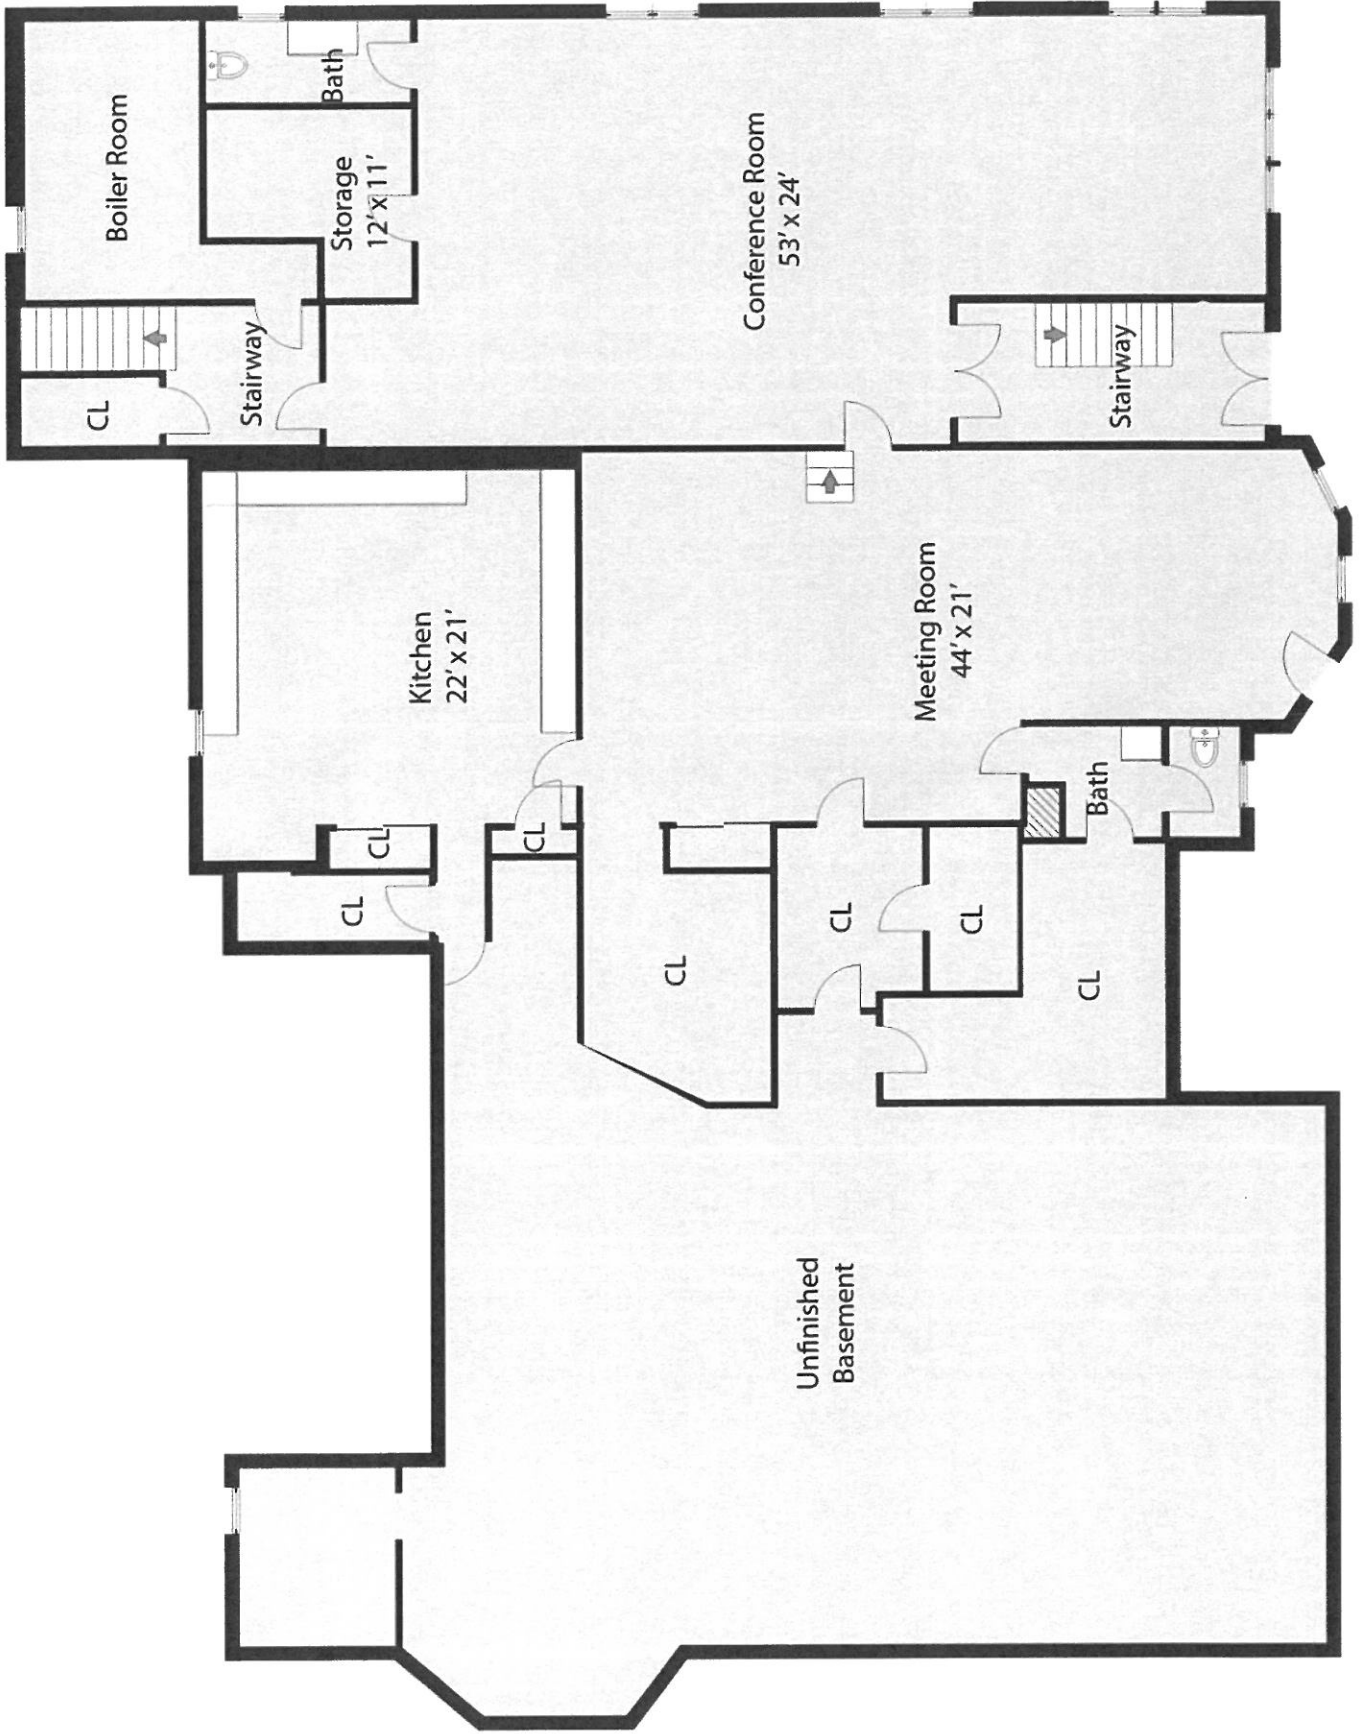 Boiler Room
Bath
Storage
12' x 11'
Conference Room
53' x 24'
CL
Stairway
Stairway
Kitchen
22' x 21'
Meeting Room
44' x 21'
CL
CL
CL
Bath
CL
CL
CL
CL
Unfinished
Basement